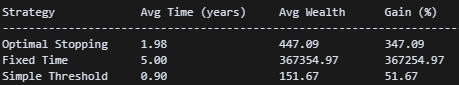 Strategy Avg Time (years) Avg Wealth Gain (%)
--------------------------------------------------------------------
Optimal Stopping 1.98 447.09 347.09
Fixed Time 5.00 367354.97 367254.97
Simple Threshold 0.90 151.67 51.67